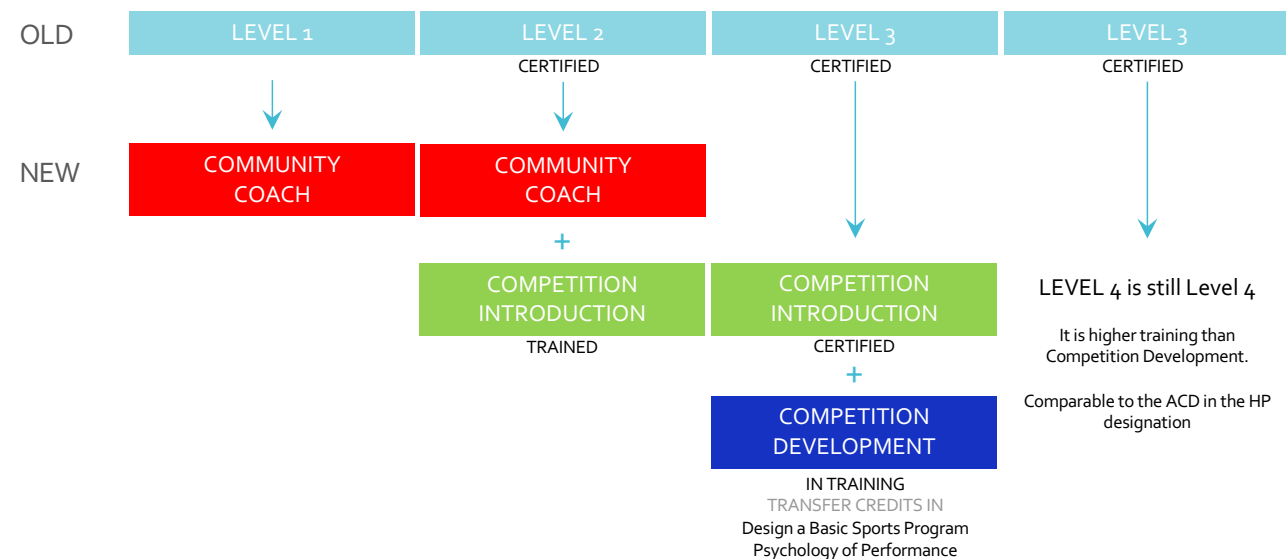 OLD
LEVEL 1
LEVEL 2
LEVEL 3
LEVEL 3
CERTIFIED
CERTIFIED
CERTIFIED
NEW
COMMUNITY
COACH
COMMUNITY
COACH
+
COMPETITION
INTRODUCTION
TRAINED
COMPETITION
INTRODUCTION
CERTIFIED
+
COMPETITION
DEVELOPMENT
IN TRAINING
TRANSFER CREDITS IN
Design a Basic Sports Program
Psychology of Performance
LEVEL 4 is still Level 4
It is higher training than
Competition Development.
Comparable to the ACD in the HP
designation